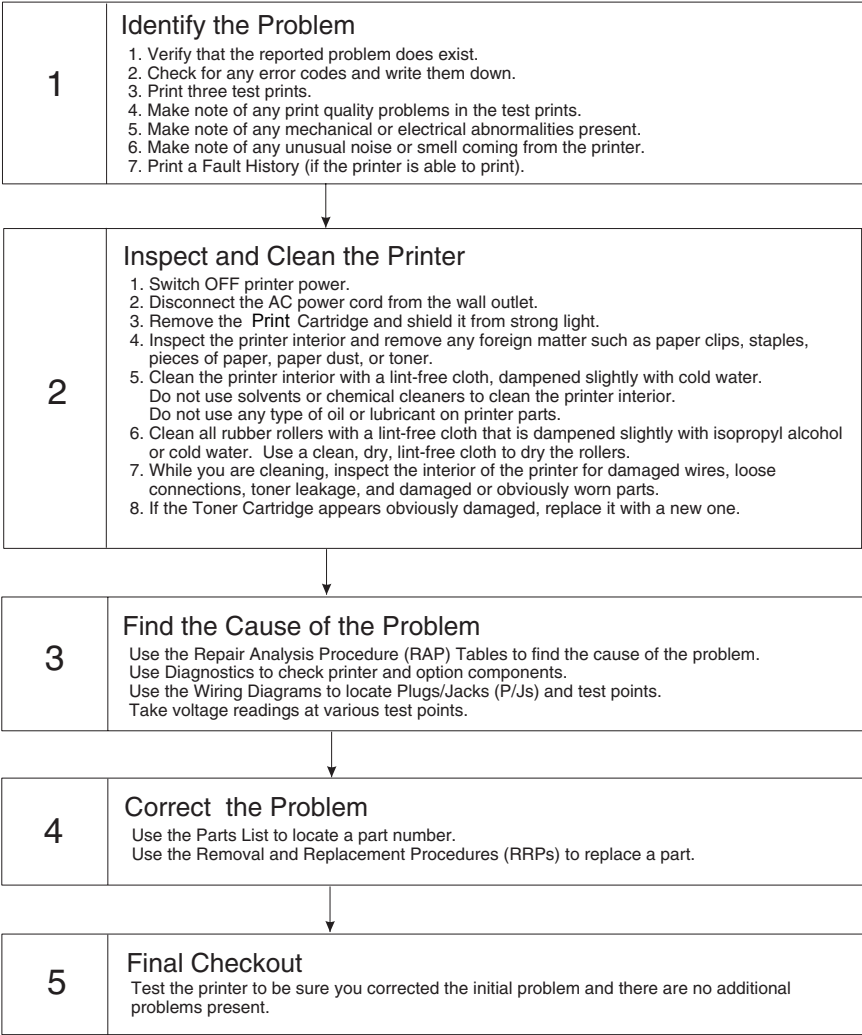 1
Identify the Problem
1. Verify that the reported problem does exist.
2. Check for any error codes and write them down.
3. Print three test prints.
4. Make note of any print quality problems in the test prints.
5. Make note of any mechanical or electrical abnormalities present.
6. Make note of any unusual noise or smell coming from the printer.
7. Print a Fault History (if the printer is able to print).
2
Inspect and Clean the Printer
1. Switch OFF printer power.
2. Disconnect the AC power cord from the wall outlet.
3. Remove the Print Cartridge and shield it from strong light.
4. Inspect the printer interior and remove any foreign matter such as paper clips, staples,
pieces of paper, paper dust, or toner.
5. Clean the printer interior with a lint-free cloth, dampened slightly with cold water.
Do not use solvents or chemical cleaners to clean the printer interior.
Do not use any type of oil or lubricant on printer parts.
6. Clean all rubber rollers with a lint-free cloth that is dampened slightly with isopropyl alcohol
or cold water. Use a clean, dry, lint-free cloth to dry the rollers.
7. While you are cleaning, inspect the interior of the printer for damaged wires, loose
connections, toner leakage, and damaged or obviously worn parts.
8. If the Toner Cartridge appears obviously damaged, replace it with a new one.
3
Find the Cause of the Problem
Use the Repair Analysis Procedure (RAP) Tables to find the cause of the problem.
Use Diagnostics to check printer and option components.
Use the Wiring Diagrams to locate Plugs/Jacks (P/Js) and test points.
Take voltage readings at various test points.
4
Correct the Problem
Use the Parts List to locate a part number.
Use the Removal and Replacement Procedures (RRPs) to replace a part.
5
Final Checkout
Test the printer to be sure you corrected the initial problem and there are no additional
problems present.